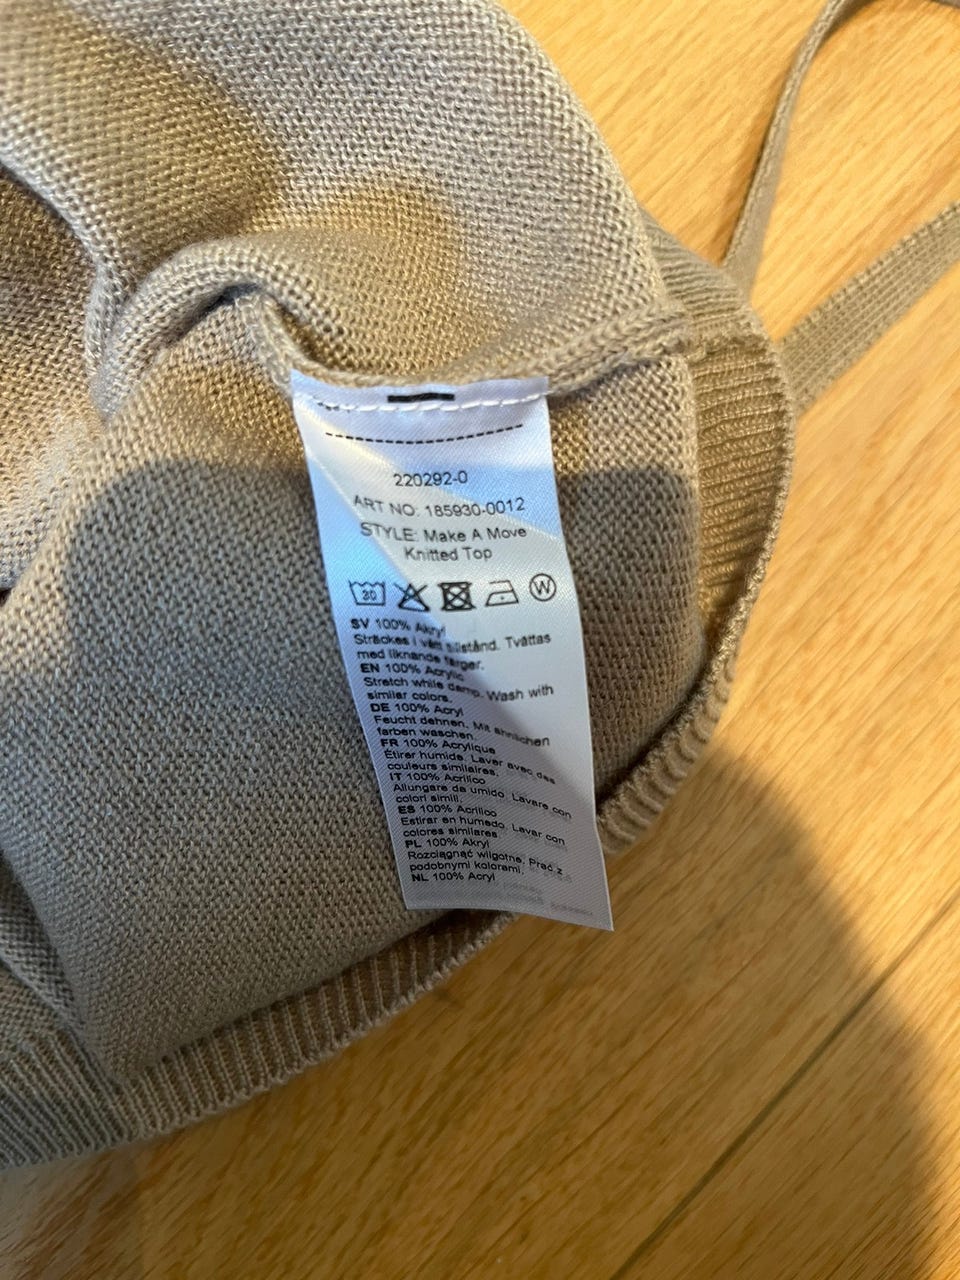 220292-0
ART NO: 185930-0012
STYLE: Make A Move
Knitted Top
30 W
SV 100% Akryl
Sträckes i vått tillstånd. Tvättas
med liknande färger.
EN 100% Acrylic
Stretch while damp. Wash with
similar colors.
DE 100% Acryl
Feucht dehnen. Mit ähnlichen
farben waschen.
FR 100% Acrylique
Étirer humide. Laver avec des
couleurs similaires.
IT 100% Acrilico
Allungare da umido. Lavare con
colori simili.
ES 100% Acrilico
Estirar en humedo. Lavar con
colores similares.
PL 100% Akryl
Rozciągnąć wilgotne. Prać z
podobnymi kolorami.
NL 100% Acryl